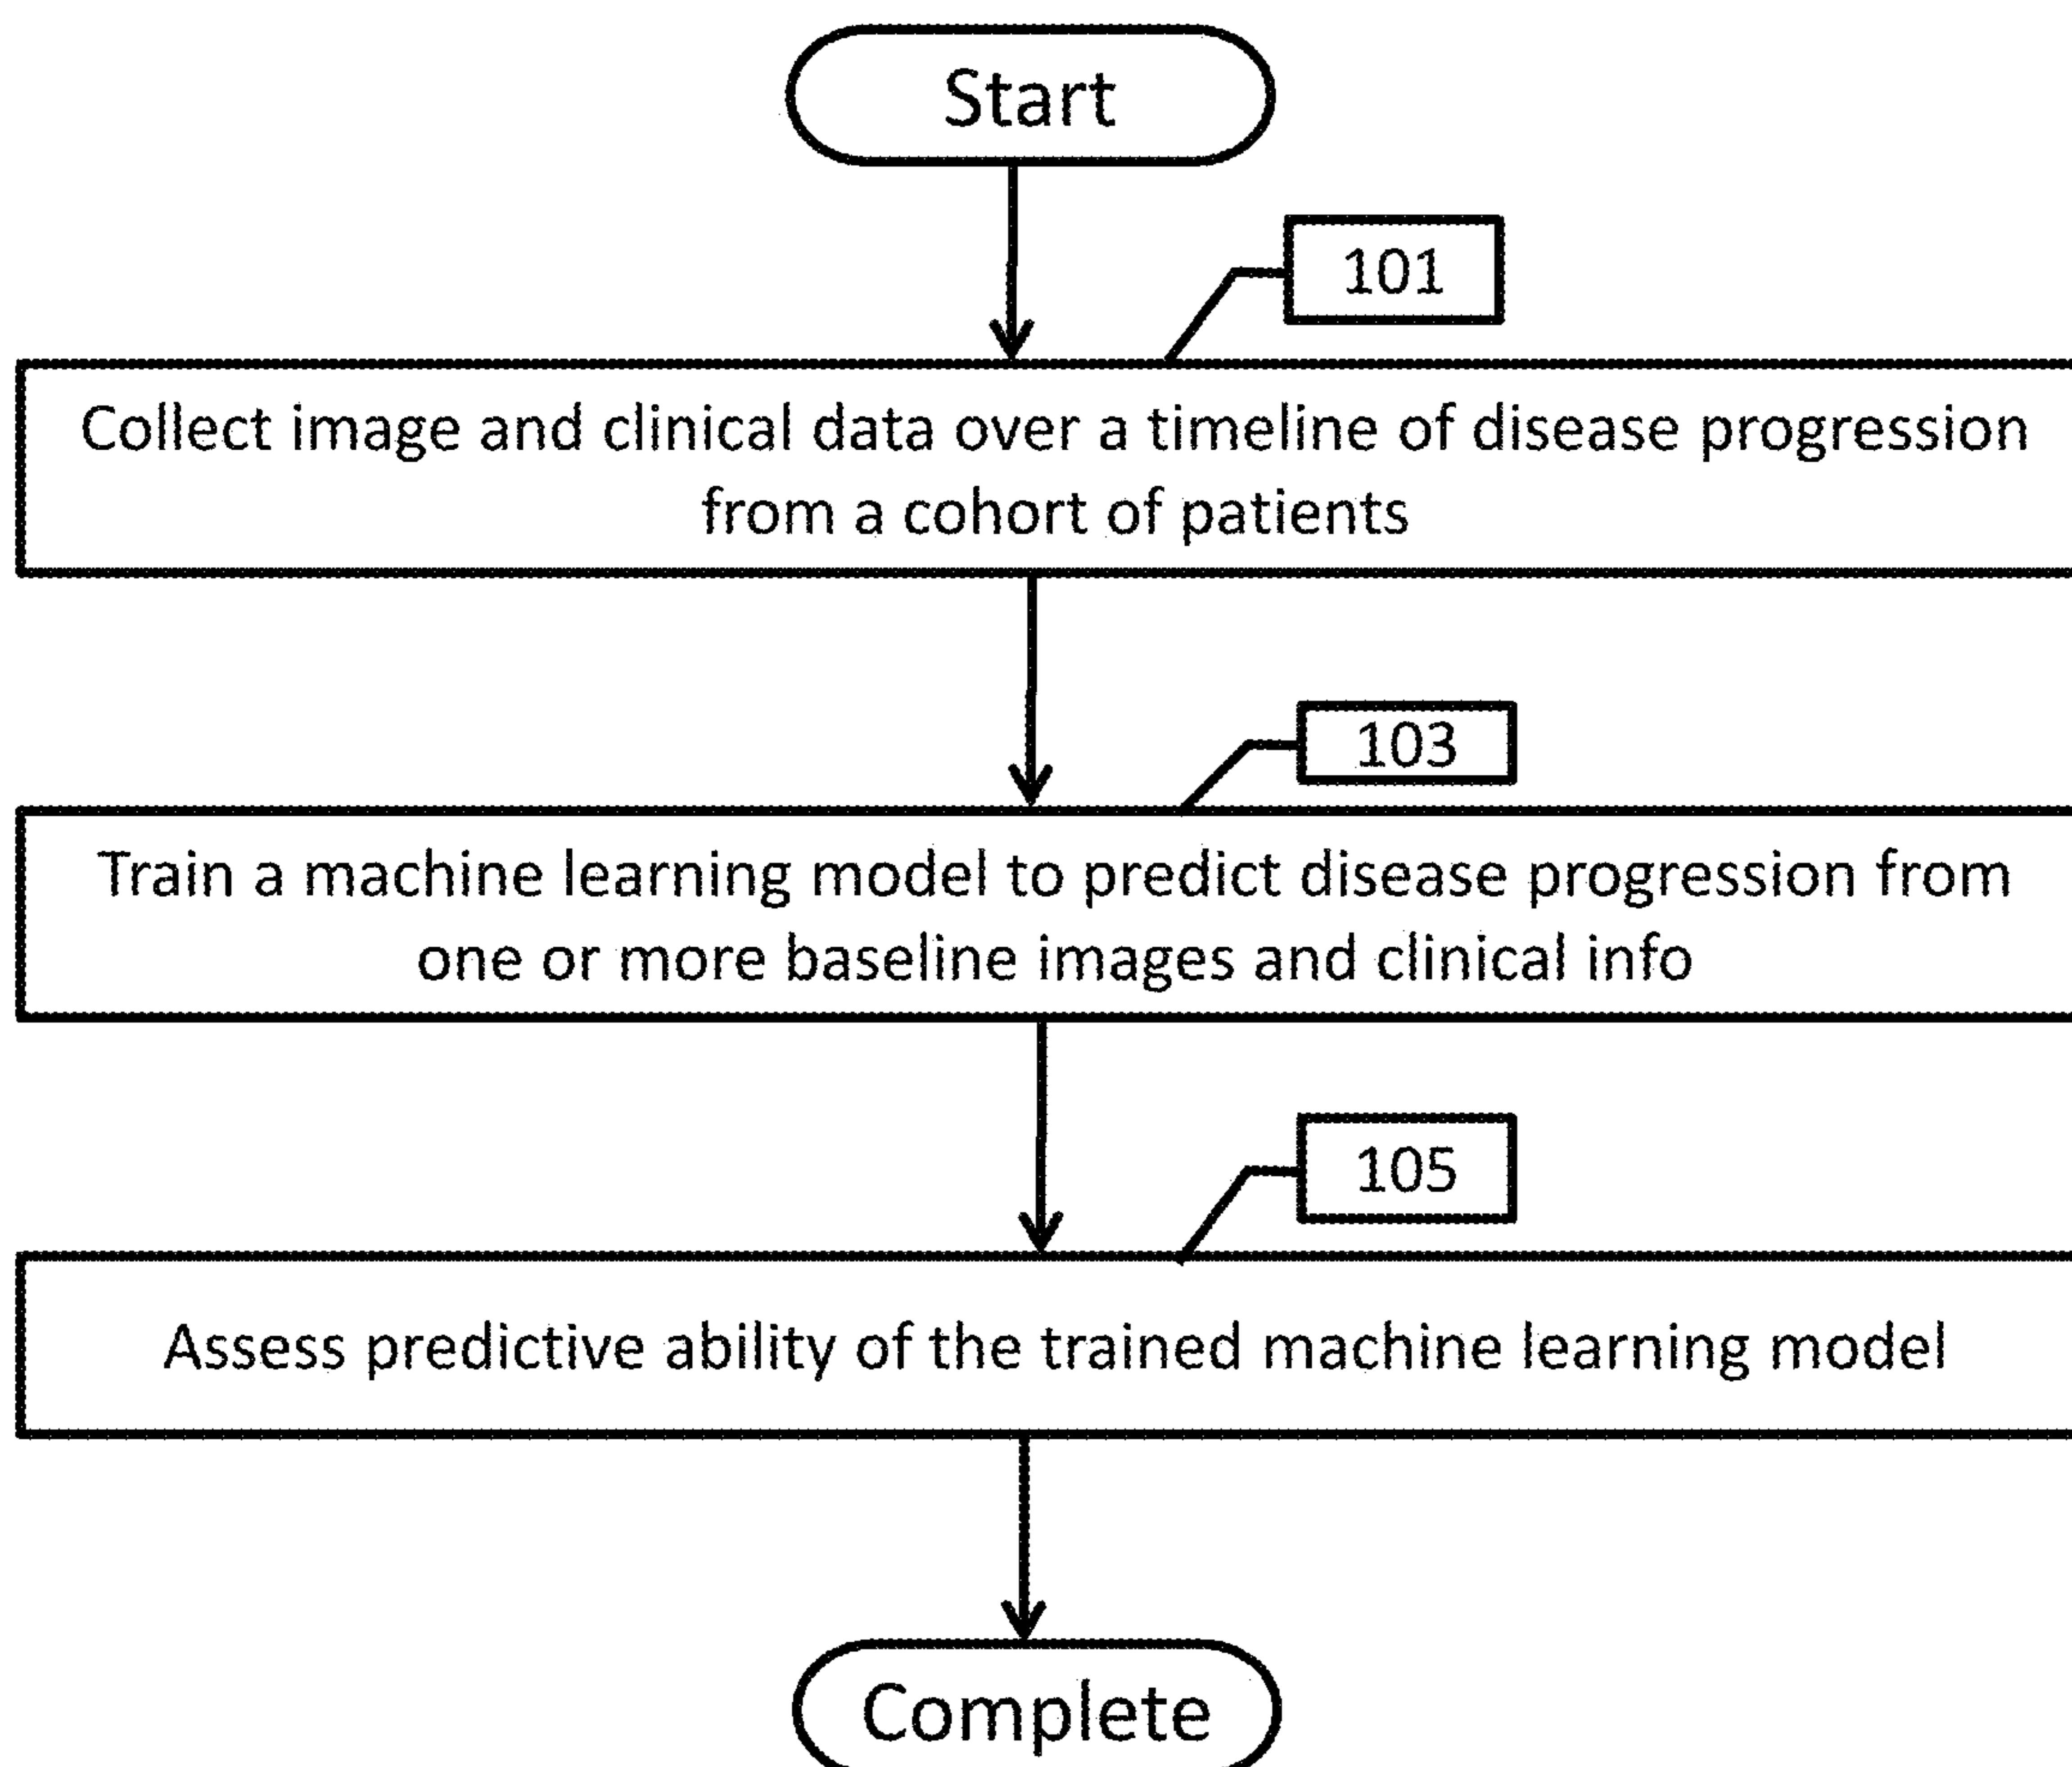 Start
101
Collect image and clinical data over a timeline of disease progression
from a cohort of patients
103
Train a machine learning model to predict disease progression from
one or more baseline images and clinical info
105
Assess predictive ability of the trained machine learning model
Complete